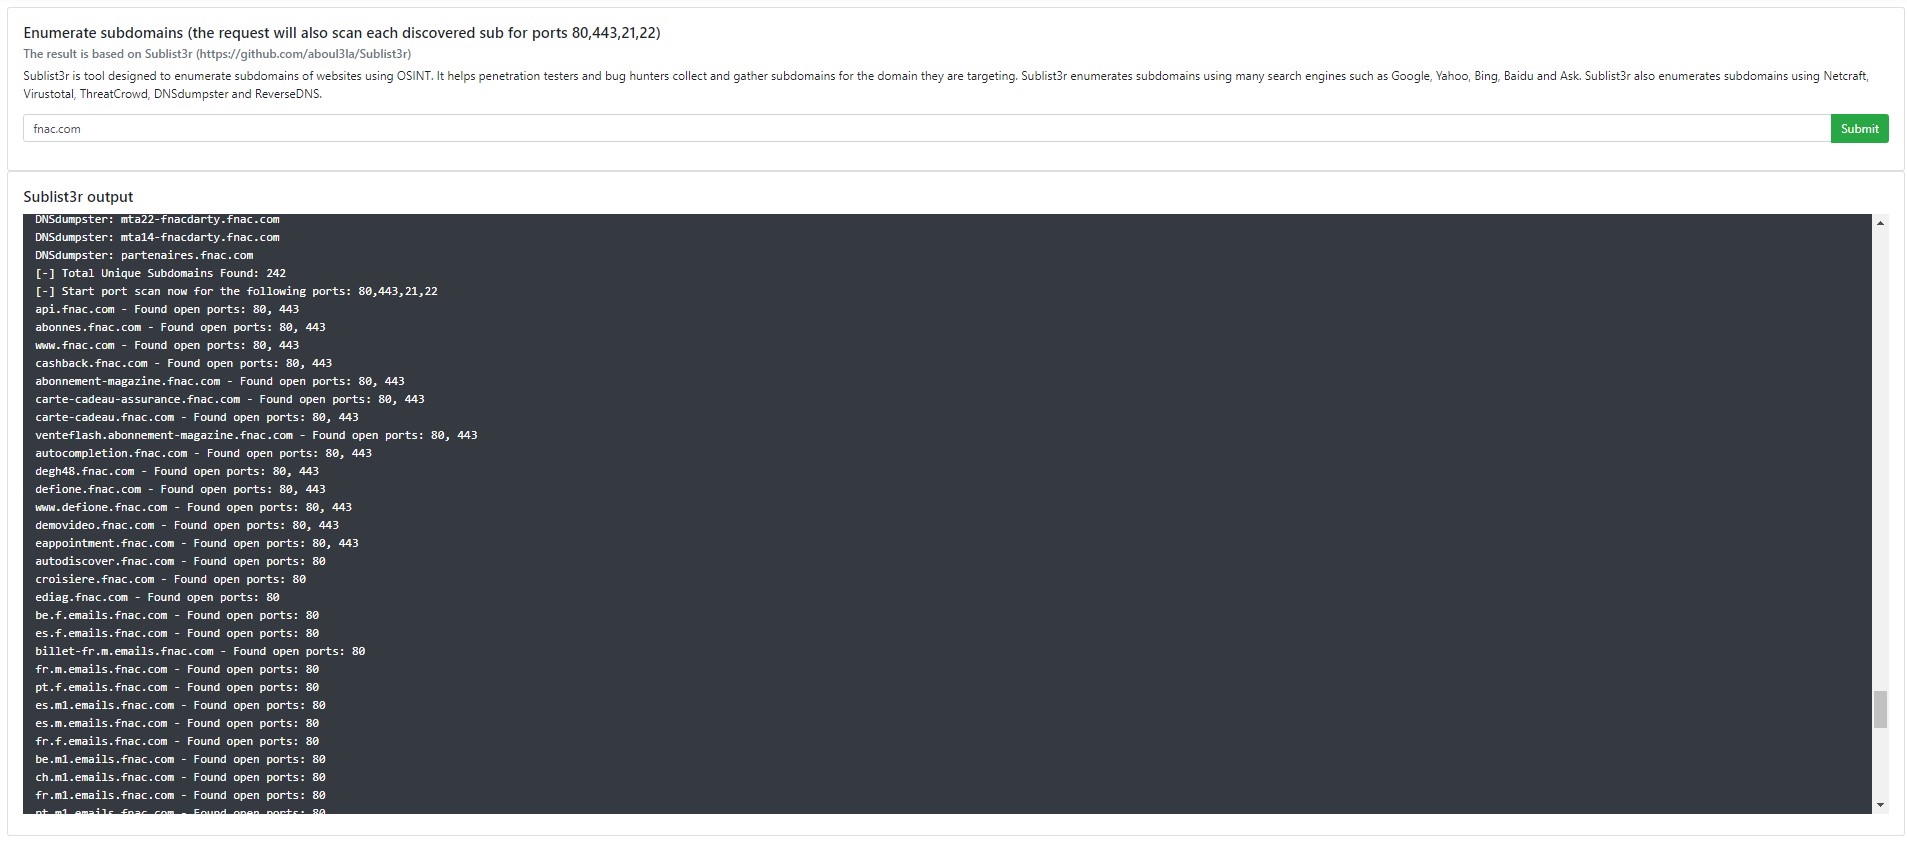 Enumerate subdomains (the request will also scan each discovered sub for ports 80,443,21,22)
The result is based on Sublist3r (https://github.com/aboul3la/Sublist3r)
Sublist3r is tool designed to enumerate subdomains of websites using OSINT. It helps penetration testers and bug hunters collect and gather subdomains for the domain they are targeting. Sublist3r enumerates subdomains using many search engines such as Google, Yahoo, Bing, Baidu and Ask. Sublist3r also enumerates subdomains using Netcraft,
Virustotal, ThreatCrowd, DNSdumpster and ReverseDNS.
fnac.com
Submit
Sublist3r output
DNSdumpster: mta22-fnacdarty.fnac.com
DNSdumpster: mta14-fnacdarty.fnac.com
DNSdumpster: partenaires.fnac.com
[-] Total Unique Subdomains Found: 242
[-] Start port scan now for the following ports: 80,443,21,22
api.fnac.com - Found open ports: 80, 443
abonnes.fnac.com - Found open ports: 80, 443
www.fnac.com - Found open ports: 80, 443
cashback.fnac.com - Found open ports: 80, 443
abonnement-magazine.fnac.com - Found open ports: 80, 443
carte-cadeau-assurance.fnac.com - Found open ports: 80, 443
carte-cadeau.fnac.com - Found open ports: 80, 443
venteflash.abonnement-magazine.fnac.com - Found open ports: 80, 443
autocompletion.fnac.com - Found open ports: 80, 443
degh48.fnac.com - Found open ports: 80, 443
defione.fnac.com - Found open ports: 80, 443
www.defione.fnac.com - Found open ports: 80, 443
demovideo.fnac.com - Found open ports: 80, 443
eappointment.fnac.com - Found open ports: 80, 443
autodiscover.fnac.com - Found open ports: 80
croisiere.fnac.com - Found open ports: 80
ediag.fnac.com - Found open ports: 80
be.f.emails.fnac.com - Found open ports: 80
es.f.emails.fnac.com - Found open ports: 80
billet-fr.m.emails.fnac.com - Found open ports: 80
fr.m.emails.fnac.com - Found open ports: 80
pt.f.emails.fnac.com - Found open ports: 80
es.m1.emails.fnac.com - Found open ports: 80
es.m.emails.fnac.com - Found open ports: 80
fr.f.emails.fnac.com - Found open ports: 80
be.m1.emails.fnac.com - Found open ports: 80
ch.m1.emails.fnac.com - Found open ports: 80
fr.m1.emails.fnac.com - Found open ports: 80
pt.m1.emails.fnac.com - Found open ports: 80